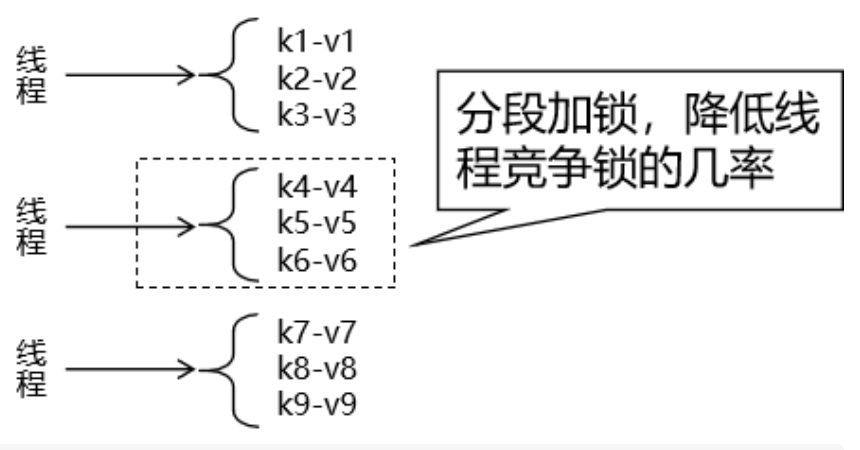 线程
k1-v1
k2-v2
k3-v3
分段加锁，降低线
程竞争锁的几率
线程
k4-v4
k5-v5
k6-v6
线程
k7-v7
k8-v8
k9-v9